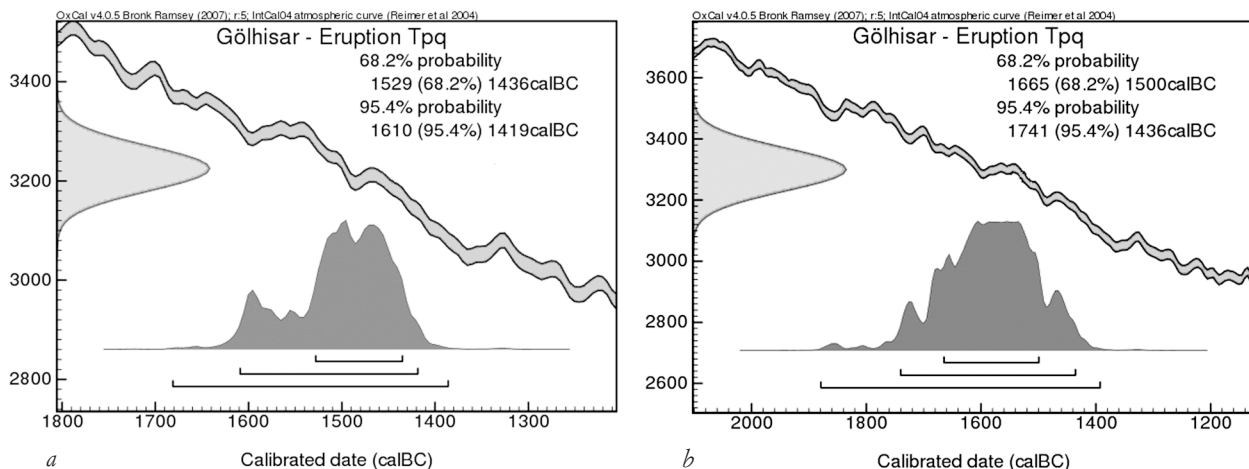 OxCal v4.0.5 Bronk Ramsey (2007); r:5; IntCal04 atmospheric curve (Reimer et al 2004)
Gölhisar - Eruption Tpq
68.2% probability
1529 (68.2%) 1436calBC
95.4% probability
1610 (95.4%) 1419calBC
3400
3200
3000
2800
1800 1700 1600 1500 1400 1300
Calibrated date (calBC)
a
OxCal v4.0.5 Bronk Ramsey (2007); r:5; IntCal04 atmospheric curve (Reimer et al 2004)
Gölhisar - Eruption Tpq
68.2% probability
1665 (68.2%) 1500calBC
95.4% probability
1741 (95.4%) 1436calBC
3600
3400
3200
3000
2800
2600
2000 1800 1600 1400 1200
Calibrated date (calBC)
b